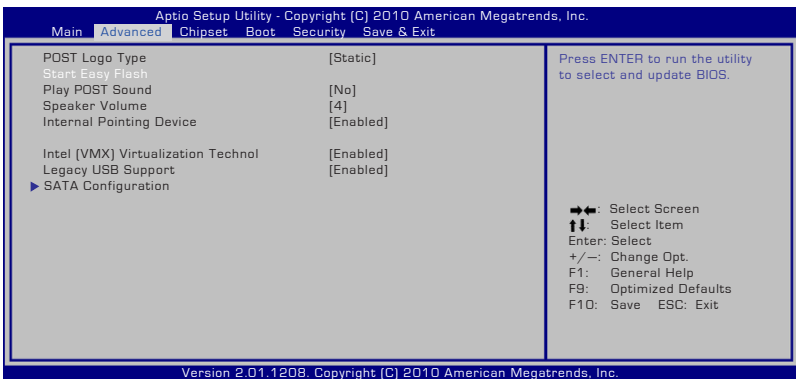 Aptio Setup Utility - Copyright (C) 2010 American Megatrends, Inc.
Main Advanced Chipset Boot Security Save & Exit
POST Logo Type [Static]
Start Easy Flash
Play POST Sound [No]
Speaker Volume [4]
Internal Pointing Device [Enabled]
Intel (VMX) Virtualization Technol [Enabled]
Legacy USB Support [Enabled]
SATA Configuration
Press ENTER to run the utility
to select and update BIOS.
→←: Select Screen
↑↓: Select Item
Enter: Select
+/—: Change Opt.
F1: General Help
F9: Optimized Defaults
F10: Save ESC: Exit
Version 2.01.1208. Copyright (C) 2010 American Megatrends, Inc.